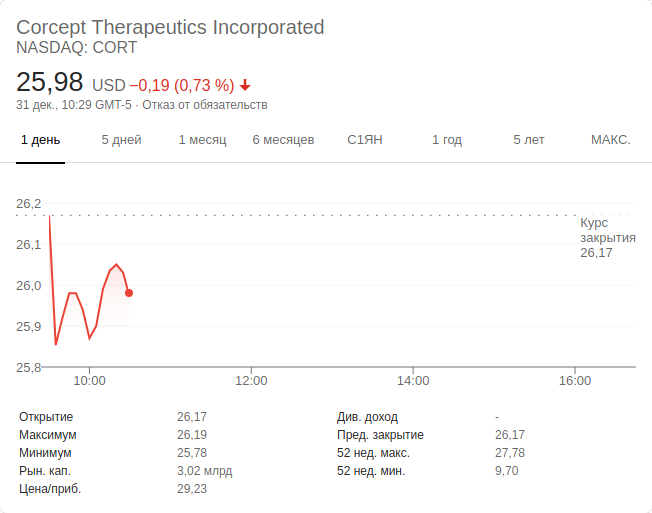 Corcept Therapeutics Incorporated
NASDAQ: CORT
25,98 USD −0,19 (0,73 %)
31 дек., 10:29 GMT-5 · Отказ от обязательств
1 день 5 дней 1 месяц 6 месяцев С1ЯН 1 год 5 лет МАКС.
26,2
26,1
26,0
25,9
25,8
Курс
закрытия
26,17
10:00 12:00 14:00 16:00
Открытие 26,17 Див. доход -
Максимум 26,19 Пред. закрытие 26,17
Минимум 25,78 52 нед. макс. 27,78
Рын. кап. 3,02 млрд 52 нед. мин. 9,70
Цена/приб. 29,23